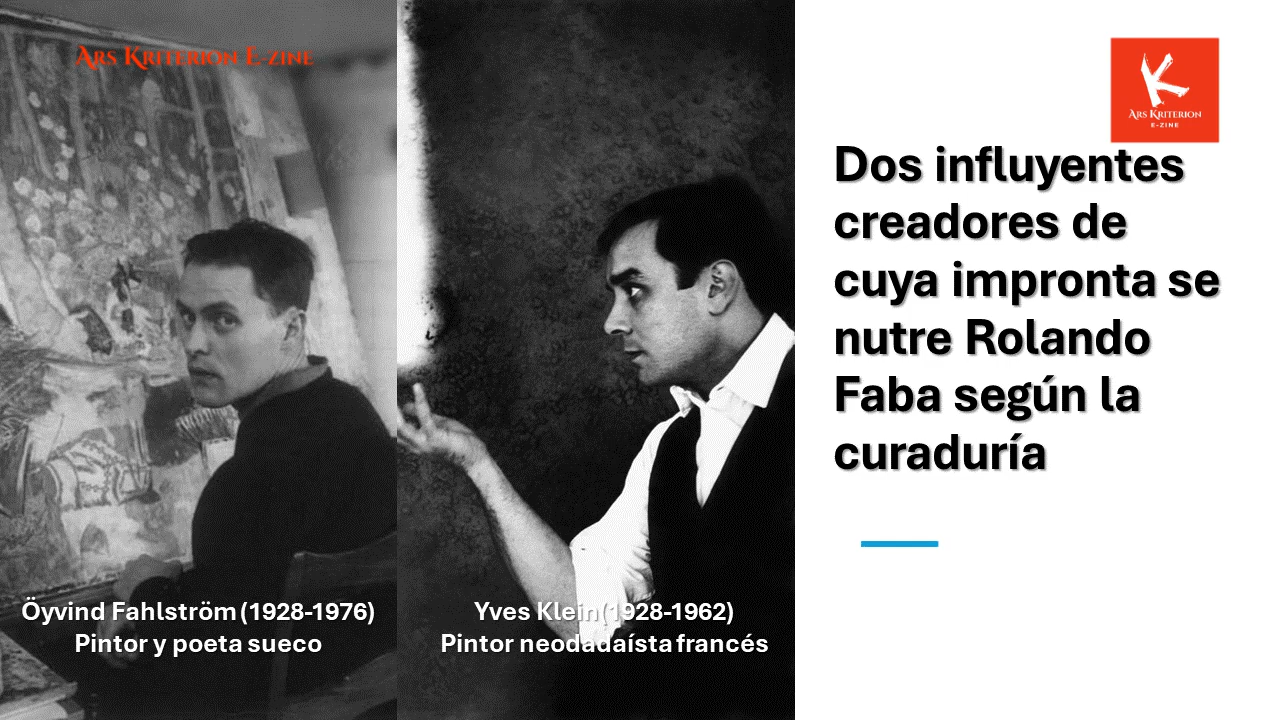 Ars Kriterion E-zine
Öyvind Fahlström (1928-1976)
Pintor y poeta sueco
Yves Klein(1928-1962)
Pintor neodadaísta francés
K
Ars Kriterion
E-zine
Dos influyentes
creadores de
cuya impronta se
nutre Rolando
Faba según la
curaduría